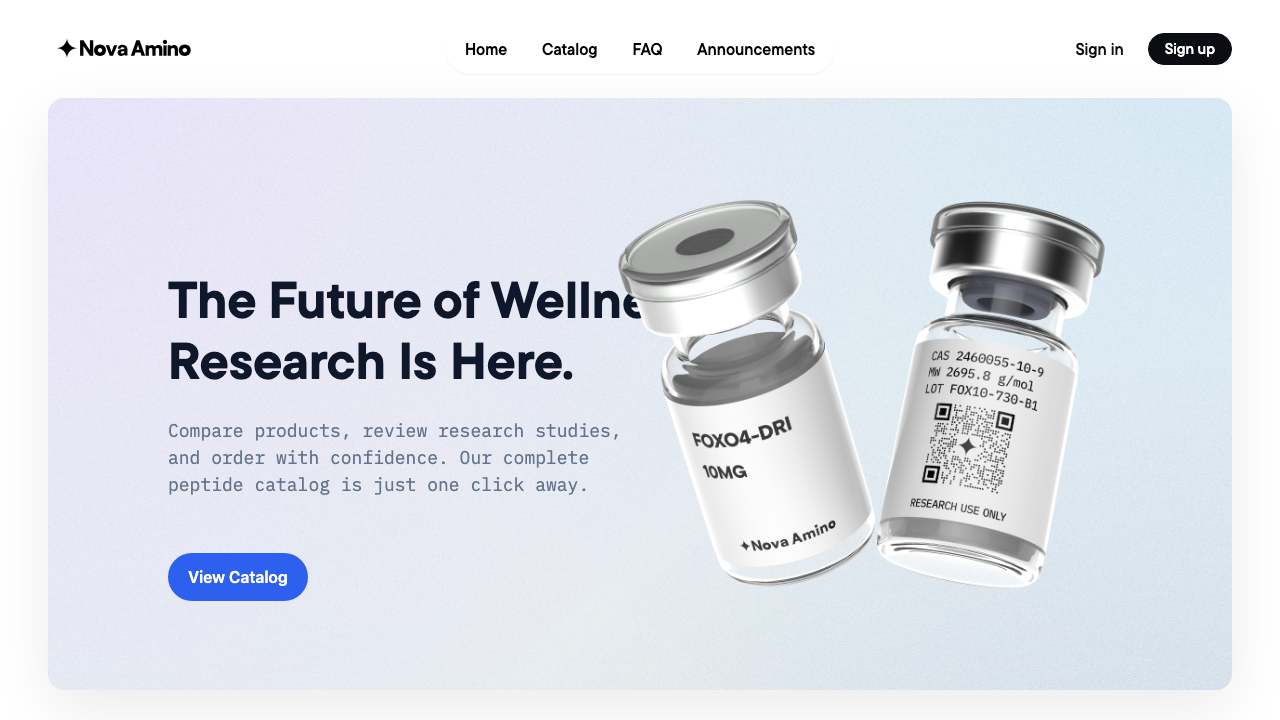 Nova Amino
Home
Catalog
FAQ
Announcements
Sign in
Sign up
The Future of Wellne
Research Is Here.
Compare products, review research studies,
and order with confidence. Our complete
peptide catalog is just one click away.
View Catalog
FOXO4-DRI
10MG
Nova Amino
CAS 2460055-10-9
MW 2695.8 g/mol
LOT FOX10-730-B1
RESEARCH USE ONLY